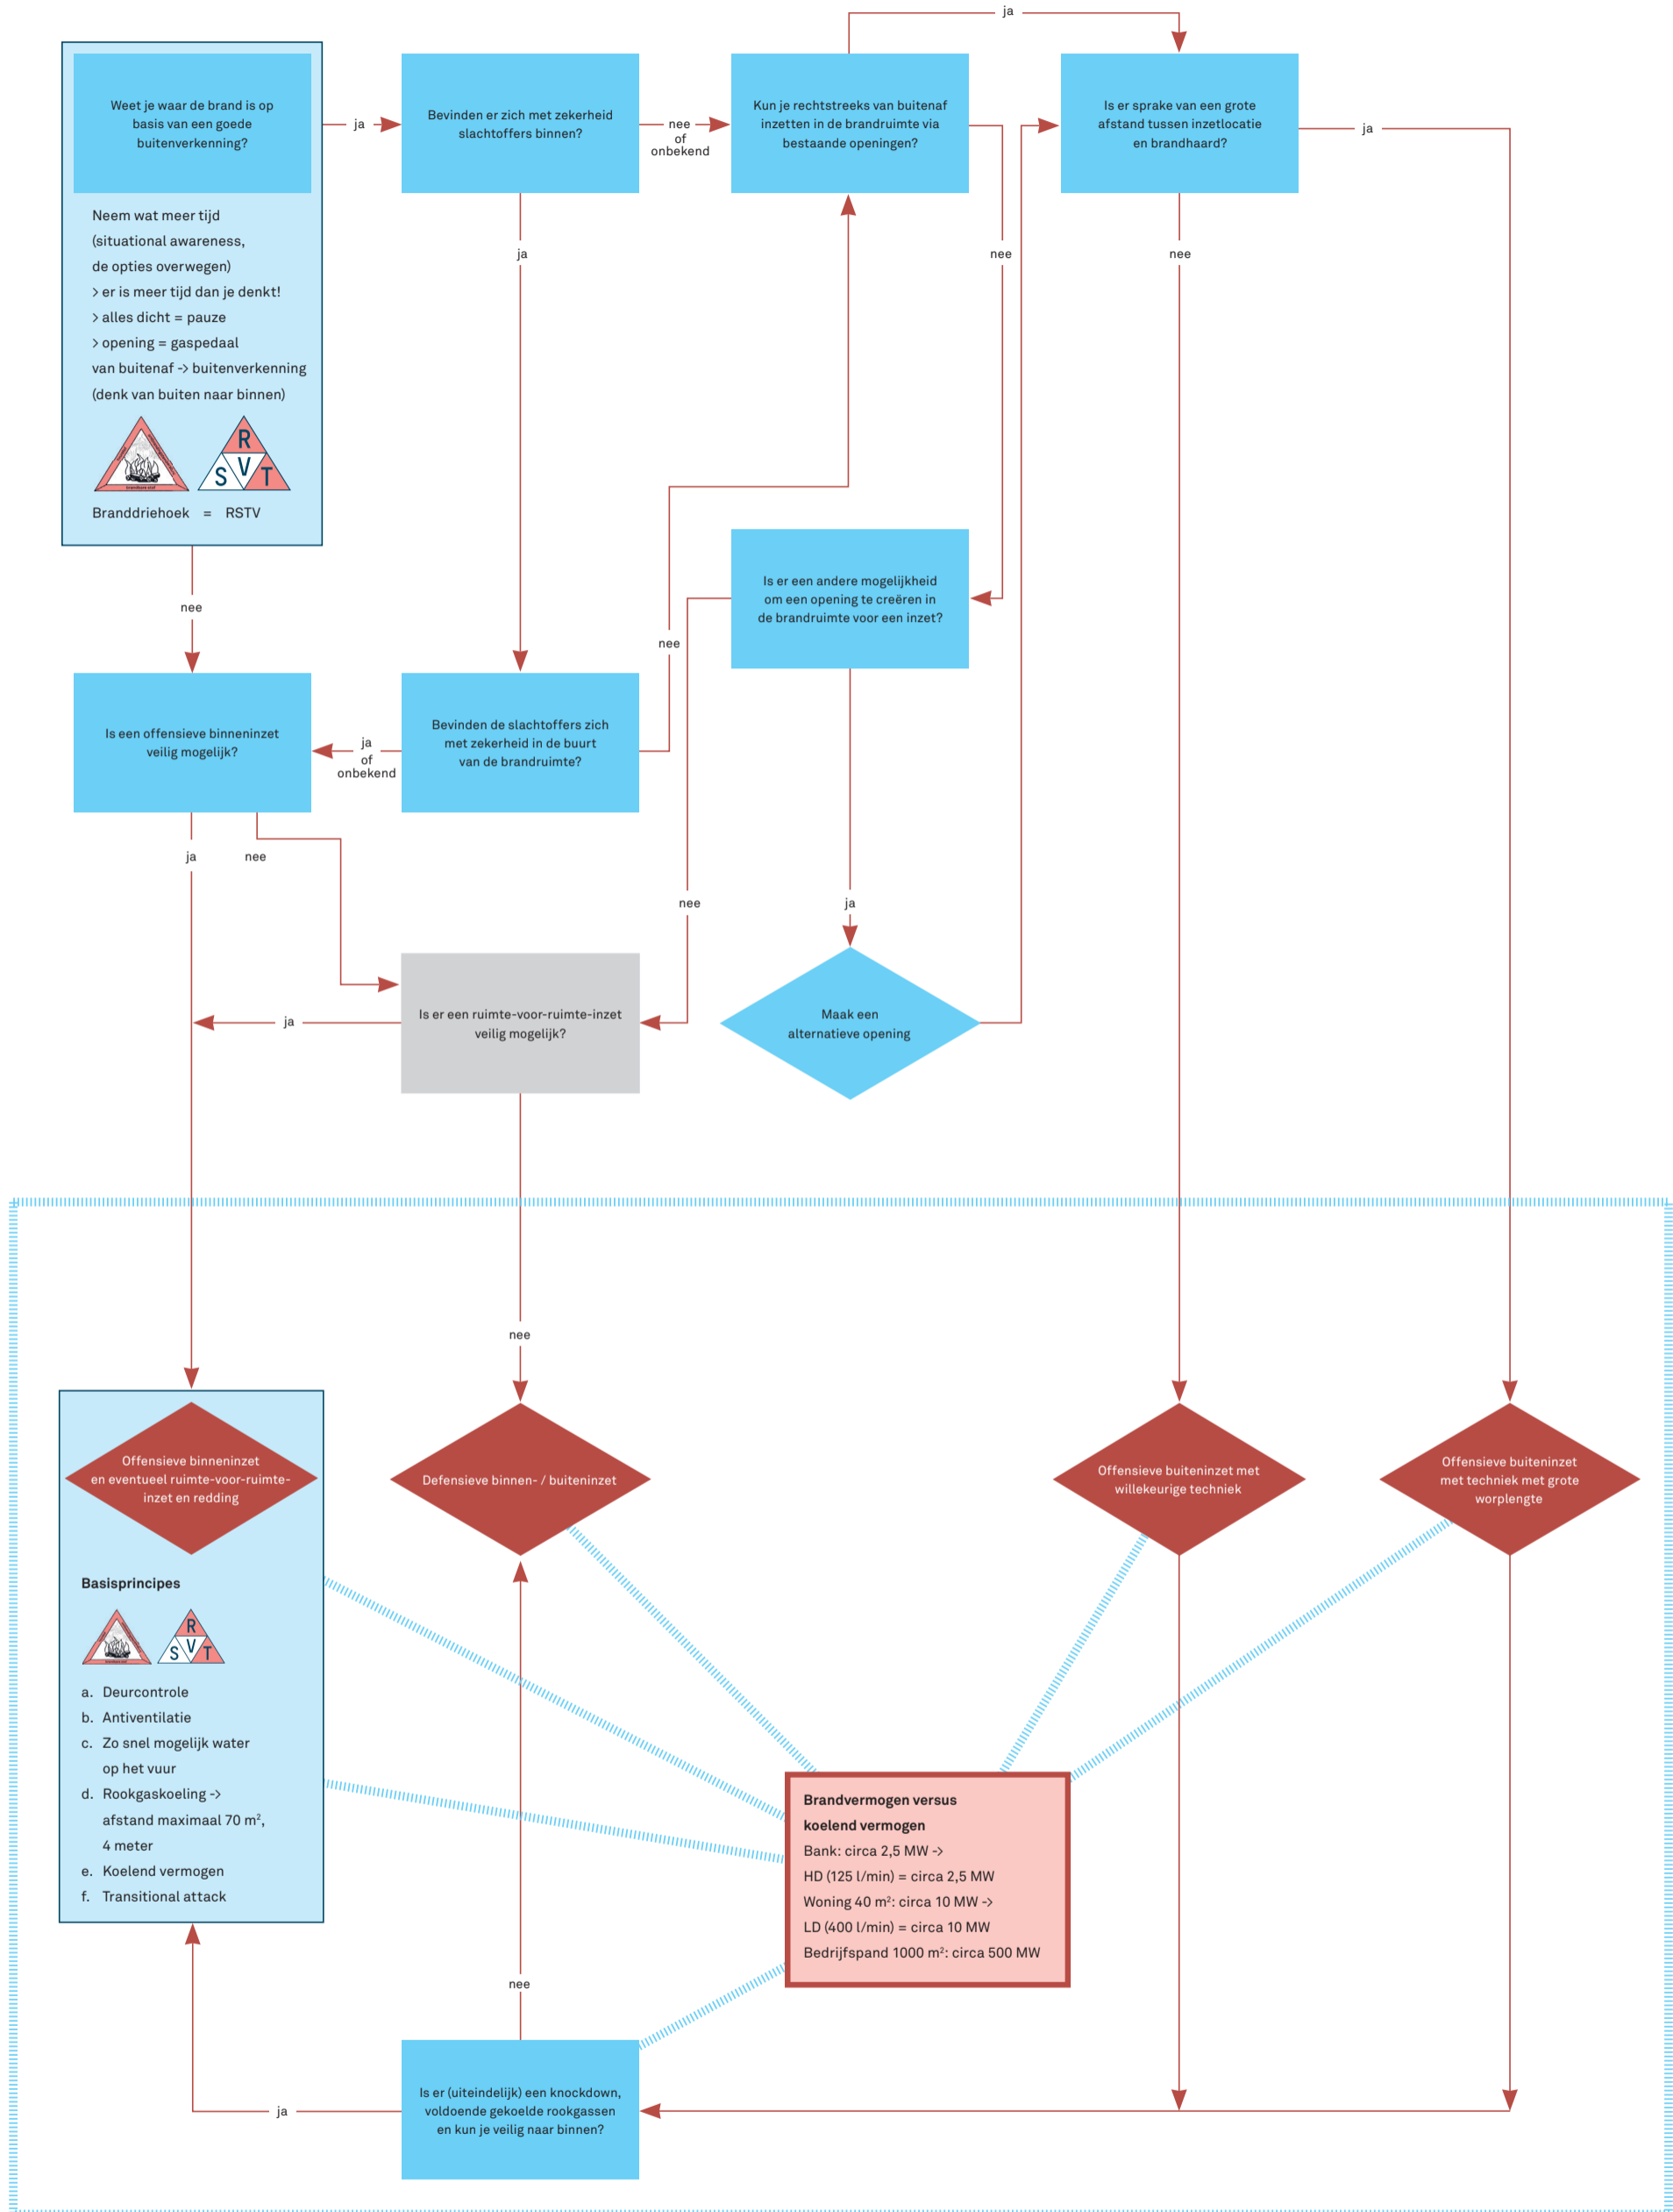 ja
Weet je waar de brand is op
basis van een goede
buitenverkenning?
ja
Bevinden er zich met zekerheid
slachtoffers binnen?
nee
of
onbekend
Kun je rechtstreeks van buitenaf
inzetten in de brandruimte via
bestaande openingen?
Is er sprake van een grote
afstand tussen inzetlocatie
en brandhaard?
ja
Neem wat meer tijd
(situational awareness,
de opties overwegen)
> er is meer tijd dan je denkt!
> alles dicht = pauze
> opening = gaspedaal
van buitenaf -> buitenverkenning
(denk van buiten naar binnen)
brandbare stof
R
S V T
Branddriehoek = RSTV
ja
nee
nee
nee
Is er een andere mogelijkheid
om een opening te creëren in
de brandruimte voor een inzet?
nee
Is een offensieve binneninzet
veilig mogelijk?
ja
of
onbekend
Bevinden de slachtoffers zich
met zekerheid in de buurt
van de brandruimte?
ja
nee
nee
ja
Is er een ruimte-voor-ruimte-inzet
veilig mogelijk?
ja
Maak een
alternatieve opening
nee
Offensieve binneninzet
en eventueel ruimte-voor-ruimte-
inzet en redding
Defensieve binnen- / buiteninzet
Offensieve buiteninzet met
willekeurige techniek
Offensieve buiteninzet
met techniek met grote
worplengte
Basisprincipes
R
S V T
a. Deurcontrole
b. Antiventilatie
c. Zo snel mogelijk water
op het vuur
d. Rookgaskoeling ->
afstand maximaal 70 m²,
4 meter
e. Koelend vermogen
f. Transitional attack
Brandvermogen versus
koelend vermogen
Bank: circa 2,5 MW ->
HD (125 l/min) = circa 2,5 MW
Woning 40 m²: circa 10 MW ->
LD (400 l/min) = circa 10 MW
Bedrijfspand 1000 m²: circa 500 MW
nee
Is er (uiteindelijk) een knockdown,
voldoende gekoelde rookgassen
en kun je veilig naar binnen?
ja